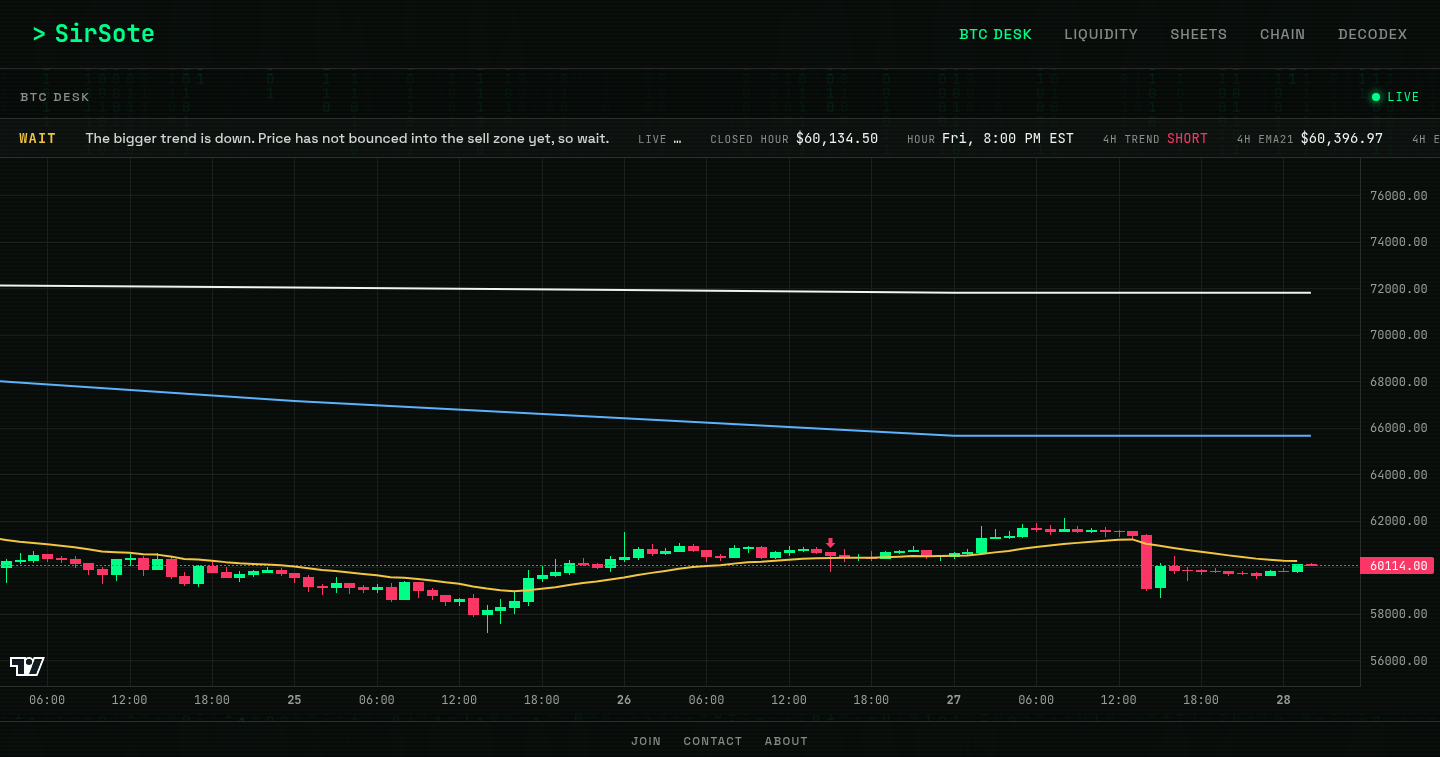 > SirSote
BTC DESK LIQUIDITY SHEETS CHAIN DECODEX
BTC DESK
LIVE
WAIT The bigger trend is down. Price has not bounced into the sell zone yet, so wait. LIVE … CLOSED HOUR $60,134.50 HOUR Fri, 8:00 PM EST 4H TREND SHORT 4H EMA21 $60,396.97 4H E
76000.00
74000.00
72000.00
70000.00
68000.00
66000.00
64000.00
62000.00
60114.00
58000.00
56000.00
06:00 12:00 18:00 25 06:00 12:00 18:00 26 06:00 12:00 18:00 27 06:00 12:00 18:00 28
JOIN CONTACT ABOUT